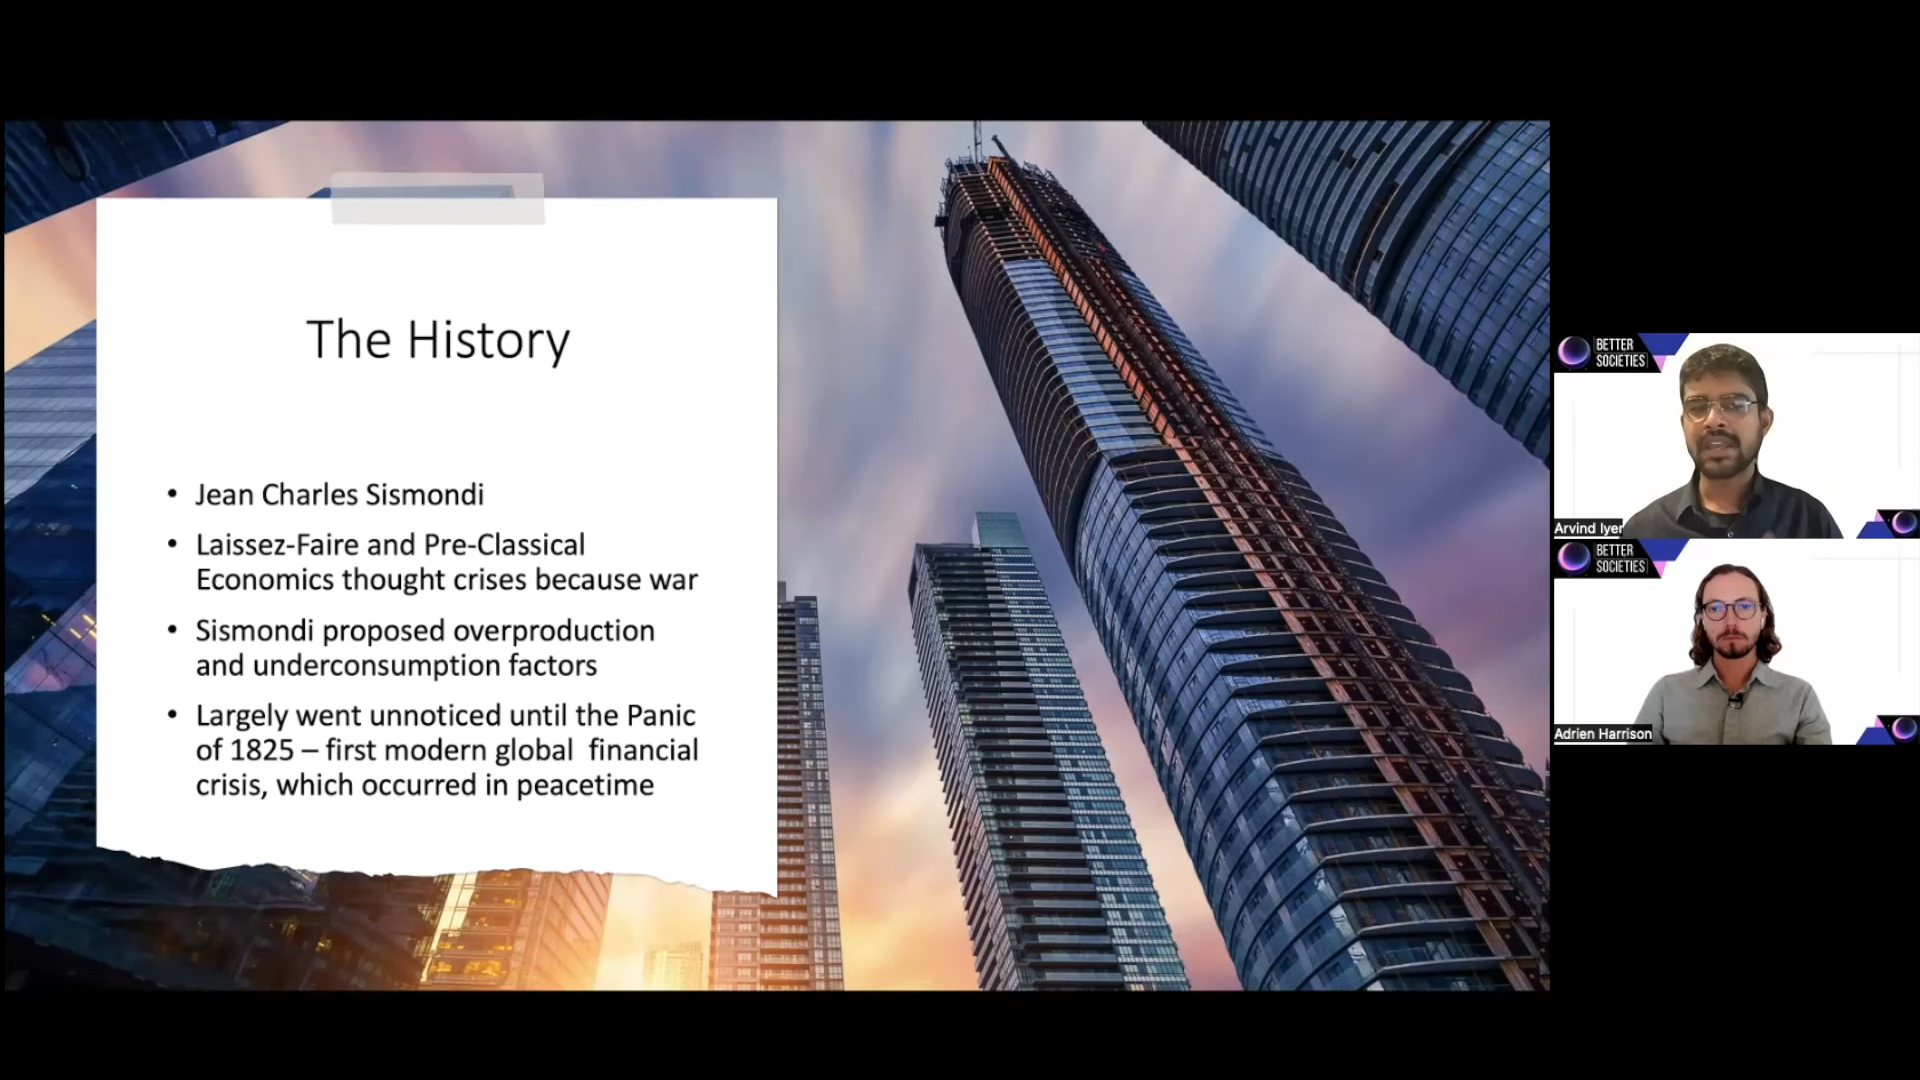 The History
• Jean Charles Sismondi
• Laissez-Faire and Pre-Classical
Economics thought crises because war
• Sismondi proposed overproduction
and underconsumption factors
• Largely went unnoticed until the Panic
of 1825 – first modern global  financial
crisis, which occurred in peacetime
BETTER
SOCIETIES
Arvind Iyer
BETTER
SOCIETIES
Adrien Harrison